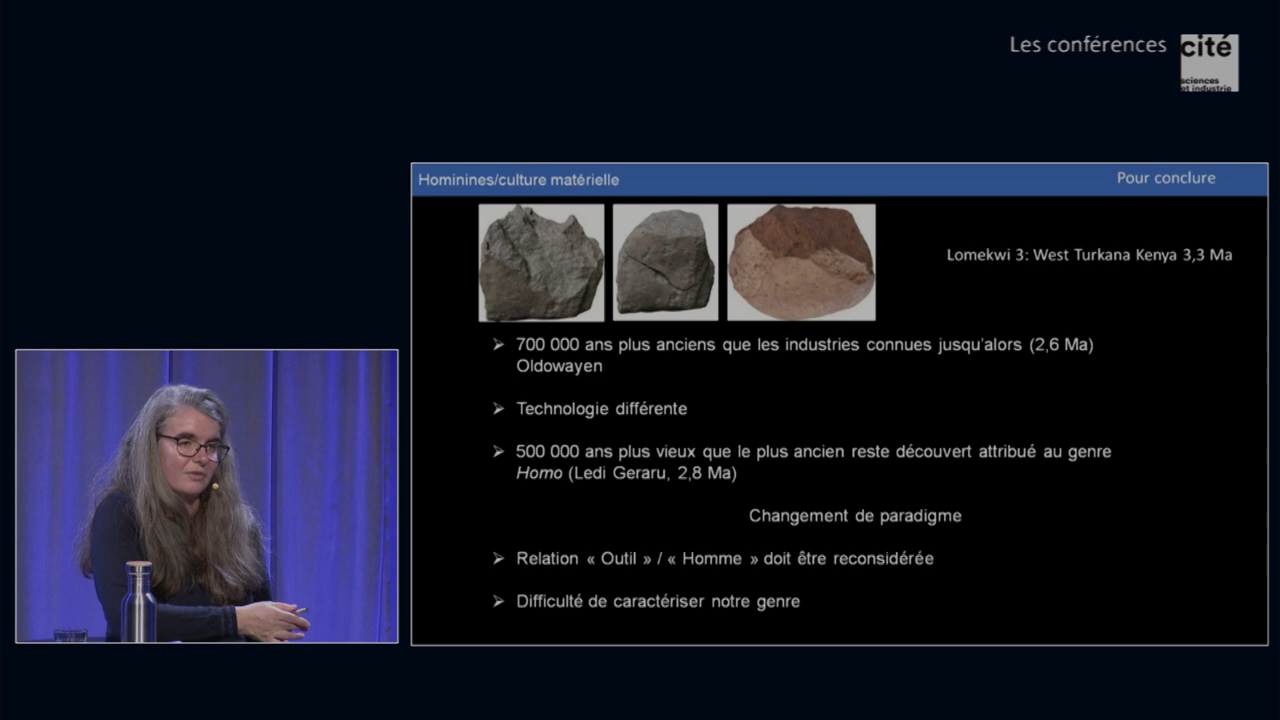 Les conférences
cité
sciences
et industrie
Hominines/culture matérielle
Pour conclure
Lomekwi 3: West Turkana Kenya 3,3 Ma
➢ 700 000 ans plus anciens que les industries connues jusqu'alors (2,6 Ma)
Oldowayen
➢ Technologie différente
➢ 500 000 ans plus vieux que le plus ancien reste découvert attribué au genre
Homo (Ledi Geraru, 2,8 Ma)
Changement de paradigme
➢ Relation « Outil » / « Homme » doit être reconsidérée
➢ Difficulté de caractériser notre genre